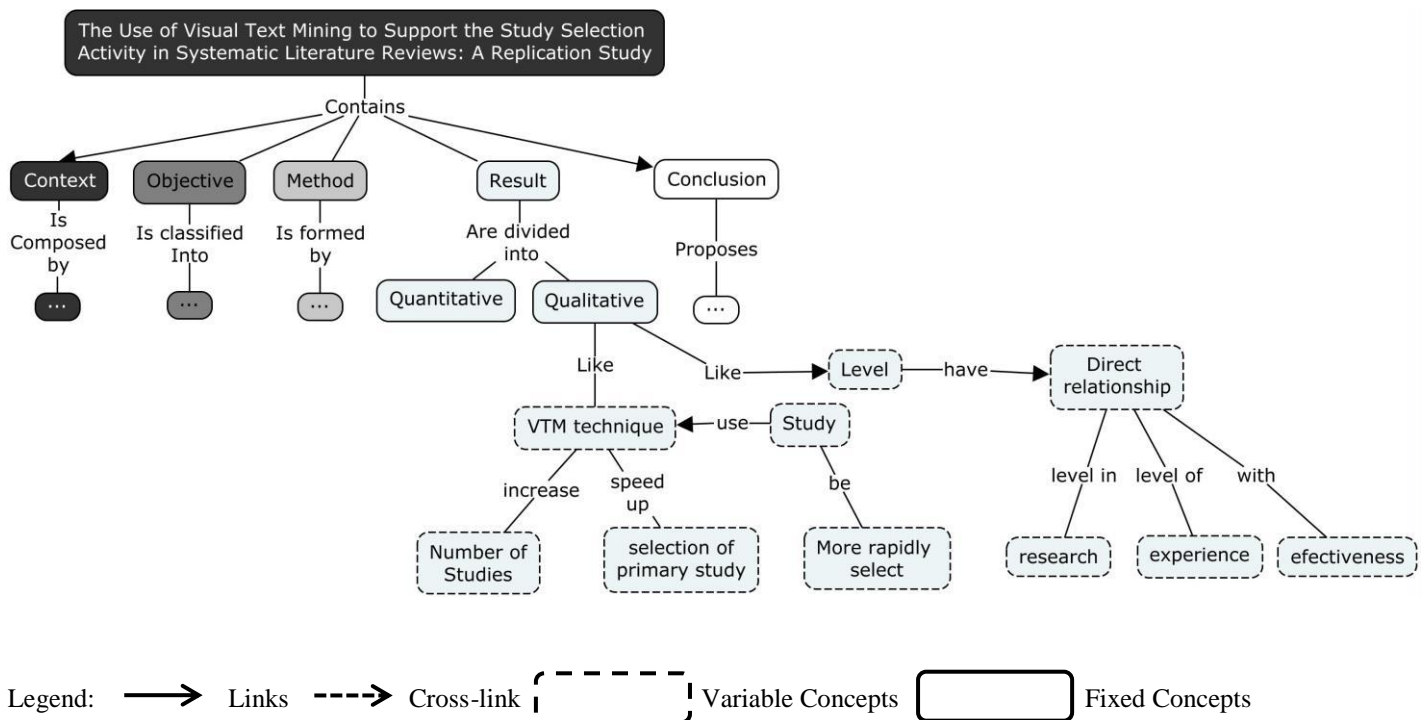 The Use of Visual Text Mining to Support the Study Selection
Activity in Systematic Literature Reviews: A Replication Study
Contains
Context
Objective
Method
Result
Conclusion
Is
Composed
by
Is classified
Into
Is formed
by
Are divided
into
Proposes
...
...
...
Quantitative
Qualitative
...
Like
Like
Level
have
Direct
relationship
VTM technique
use
Study
increase
speed
up
be
level in
level of
with
Number of
Studies
selection of
primary study
More rapidly
select
research
experience
efectiveness
Legend:
Links
Cross-link
Variable Concepts
Fixed Concepts